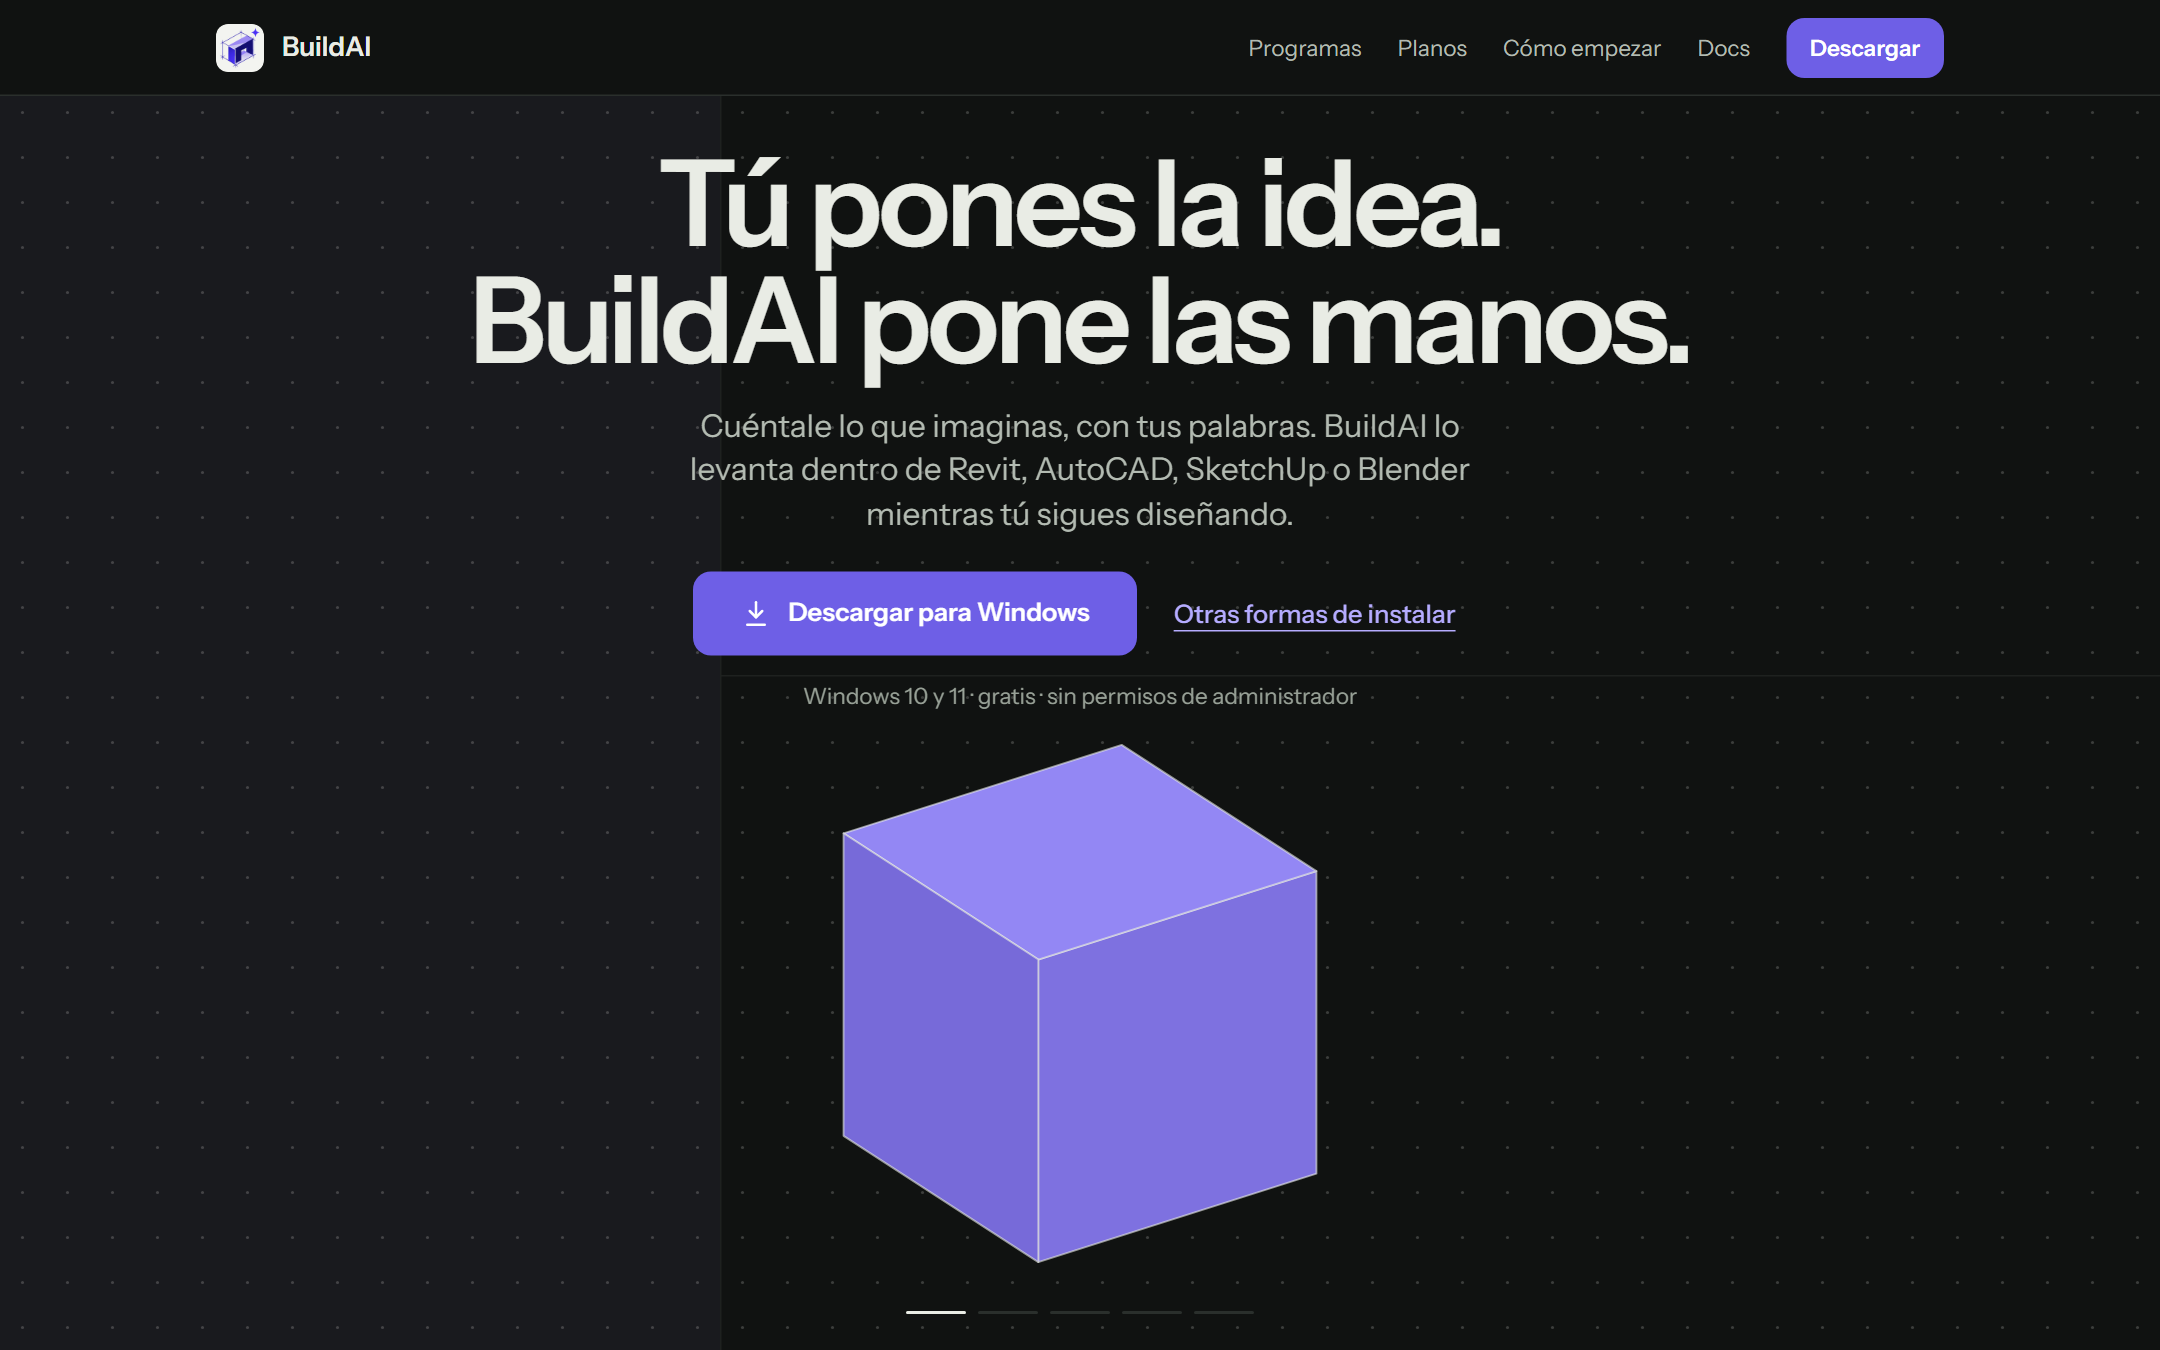 BuildAI
Programas
Planos
Cómo empezar
Docs
Descargar
Tú pones la idea.
BuildAI pone las manos.
Cuéntale lo que imaginas, con tus palabras. BuildAI lo
levanta dentro de Revit, AutoCAD, SketchUp o Blender
mientras tú sigues diseñando.
Descargar para Windows
Otras formas de instalar
Windows 10 y 11 · gratis · sin permisos de administrador